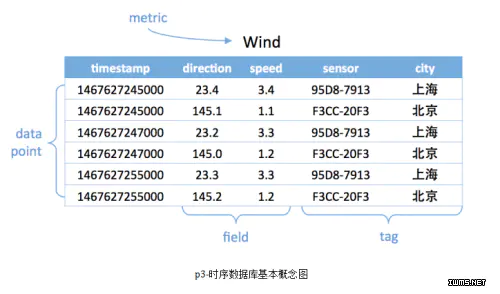 metric
Wind
timestamp direction speed sensor city
1467627245000 23.4 3.4 95D8-7913 上海
1467627245000 145.1 1.1 F3CC-20F3 北京
1467627247000 23.2 3.3 95D8-7913 上海
1467627247000 145.0 1.2 F3CC-20F3 北京
1467627255000 23.3 3.3 95D8-7913 上海
1467627255000 145.2 1.2 F3CC-20F3 北京
data
point
field
tag
p3-时序数据库基本概念图
IWMS.NET